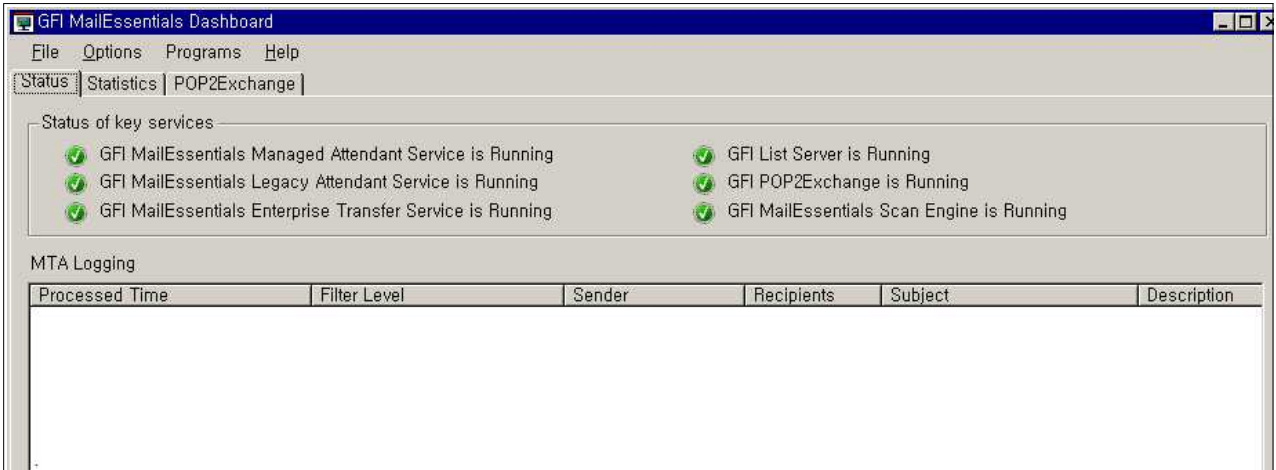 GFI MailEssentials Dashboard
File Options Programs Help
Status Statistics POP2Exchange
Status of key services
GFI MailEssentials Managed Attendant Service is Running GFI List Server is Running
GFI MailEssentials Legacy Attendant Service is Running GFI POP2Exchange is Running
GFI MailEssentials Enterprise Transfer Service is Running GFI MailEssentials Scan Engine is Running
MTA Logging
Processed Time Filter Level Sender Recipients Subject Description